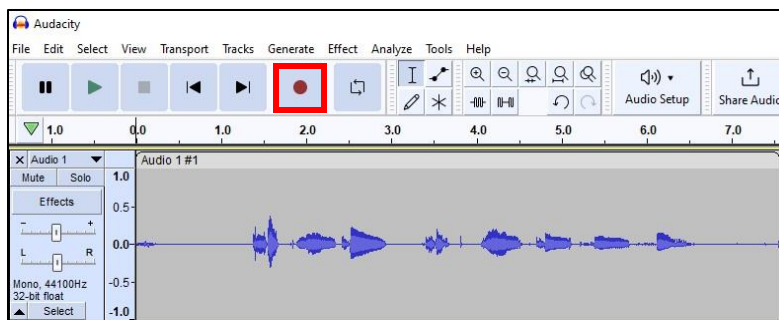 Audacity
File Edit Select View Transport Tracks Generate Effect Analyze Tools Help
Audio Setup
Share Audio
1.0 0.0 1.0 2.0 3.0 4.0 5.0 6.0 7.0
Audio 1
Audio 1 #1
Mute Solo
1.0
Effects
0.5
- +
0.0
L R
Mono, 44100Hz
-0.5
32-bit float
Select
-1.0